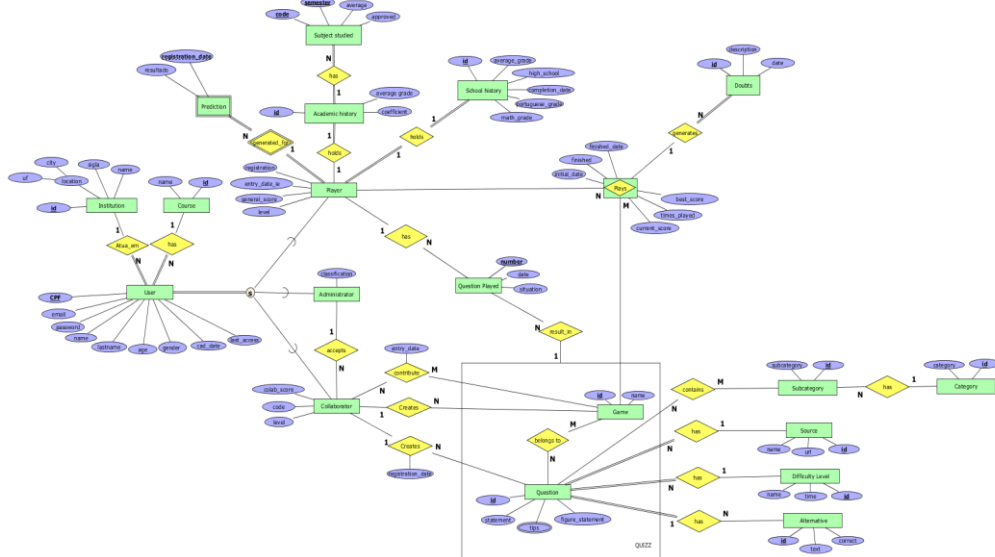 semester
average
code
approved
Subject studied
N
has
1
registration_date
resultado
Prediction
N
id
average grade
coefficient
Academic history
1
holds
1
generated_for
1
id
average_grade
high_school
completion_date
portuguese_grade
math_grade
School history
1
holds
1
description
id
date
Doubts
N
generates
1
finished_date
finished
initial_date
Plays
N
M
best_score
times_played
current_score
registration
entry_date_ie
general_score
level
Player
city
sigla
name
uf
location
id
Institution
1
Atua_em
N
name
id
Course
1
has
N
1
has
N
number
date
situation
Question Played
N
result_in
1
User
CPF
email
password
name
lastname
age
gender
cad_date
last_access
classification
Administrator
1
accepts
N
colab_score
code
level
Collaborator
entry_date
contribute
N
M
Creates
1
N
Creates
1
N
registration_date
id
name
Game
M
belongs to
N
Question
id
statement
tips
figure_statement
QUIZZ
contains
M
N
subcategory
id
Subcategory
N
has
1
category
id
Category
has
1
N
Source
name
url
id
has
1
N
Difficulty Level
name
time
id
has
N
1
Alternative
id
text
correct